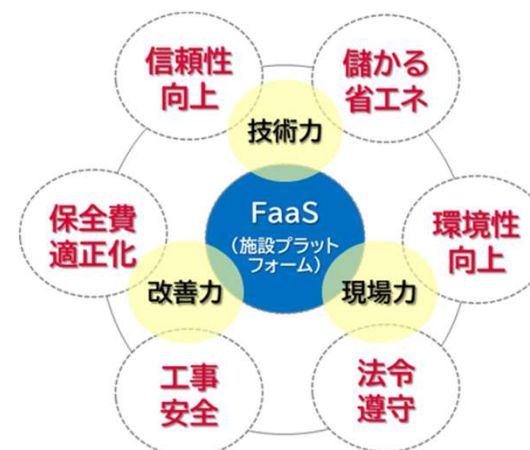 信頼性
向上
儲かる
省エネ
技術力
保全費
適正化
FaaS
（施設プラット
フォーム）
環境性
向上
改善力
現場力
工事
安全
法令
遵守